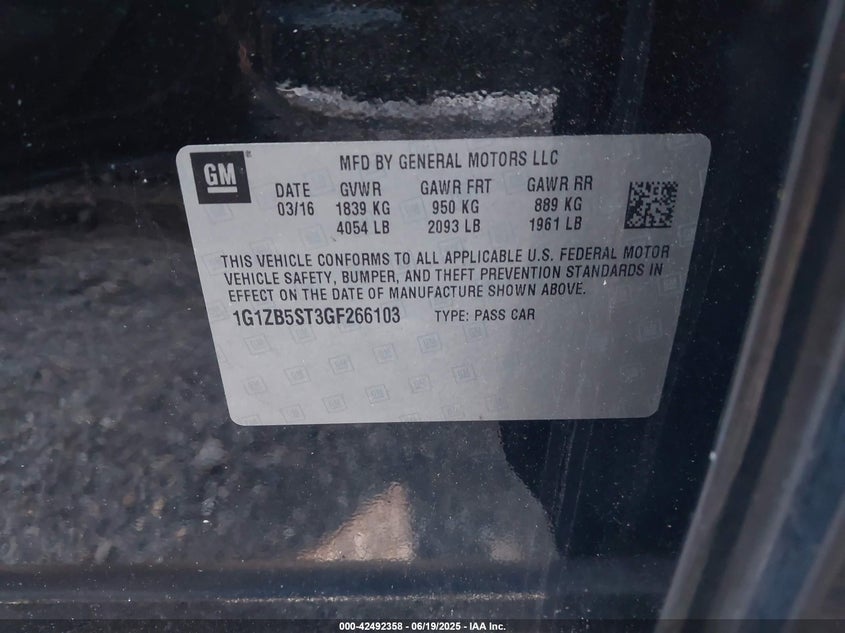 GM
MFD BY GENERAL MOTORS LLC
DATE GVWR GAWR FRT GAWR RR
03/16 1839 KG 950 KG 889 KG
4054 LB 2093 LB 1961 LB
THIS VEHICLE CONFORMS TO ALL APPLICABLE U.S. FEDERAL MOTOR
VEHICLE SAFETY, BUMPER, AND THEFT PREVENTION STANDARDS IN
EFFECT ON THE DATE OF MANUFACTURE SHOWN ABOVE.
1G1ZB5ST3GF266103 TYPE: PASS CAR
000-42492358 - 06/19/2025 - IAA Inc.